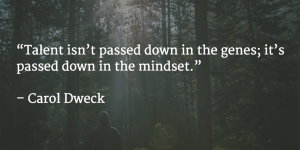 “Talent isn’t passed down in the genes; it’s
passed down in the mindset.”
– Carol Dweck